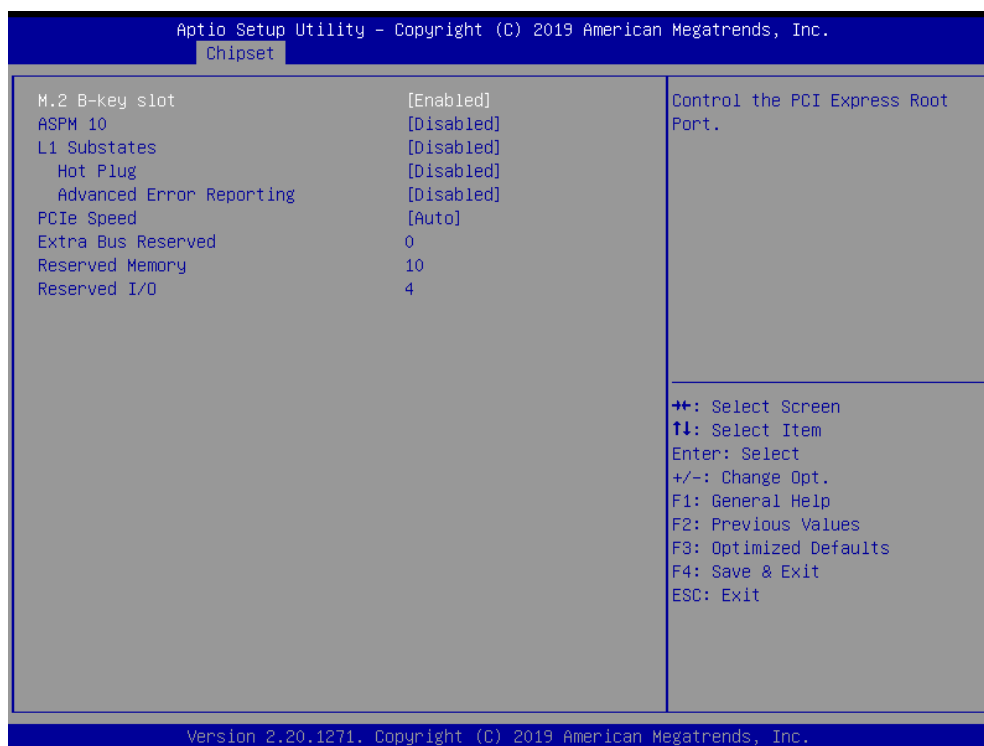 Aptio Setup Utility – Copyright (C) 2019 American Megatrends, Inc.
Chipset
M.2 B-key slot [Enabled]
ASPM 10 [Disabled]
L1 Substates [Disabled]
Hot Plug [Disabled]
Advanced Error Reporting [Disabled]
PCIe Speed [Auto]
Extra Bus Reserved 0
Reserved Memory 10
Reserved I/O 4
Control the PCI Express Root
Port.
→←: Select Screen
↑↓: Select Item
Enter: Select
+/-: Change Opt.
F1: General Help
F2: Previous Values
F3: Optimized Defaults
F4: Save & Exit
ESC: Exit
Version 2.20.1271. Copyright (C) 2019 American Megatrends, Inc.